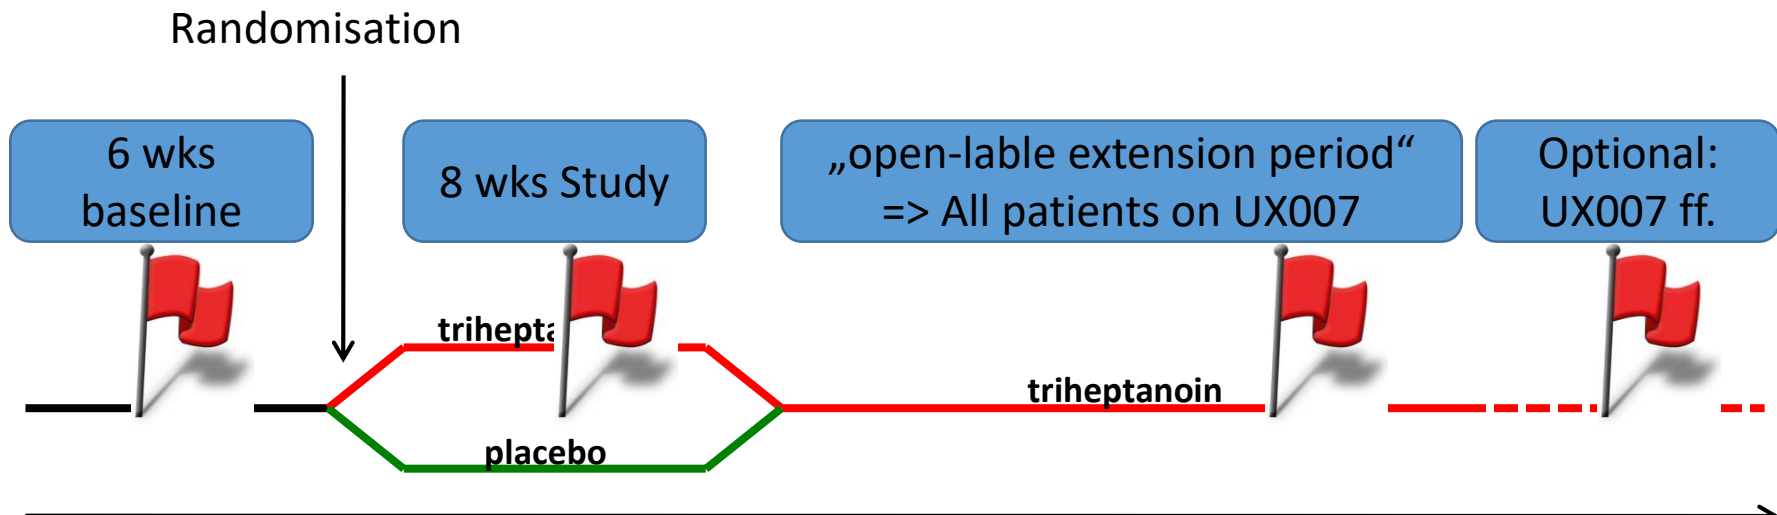 Randomisation
6 wks
baseline
8 wks Study
„open-lable extension period“
=> All patients on UX007
Optional:
UX007 ff.
triheptanoin
placebo